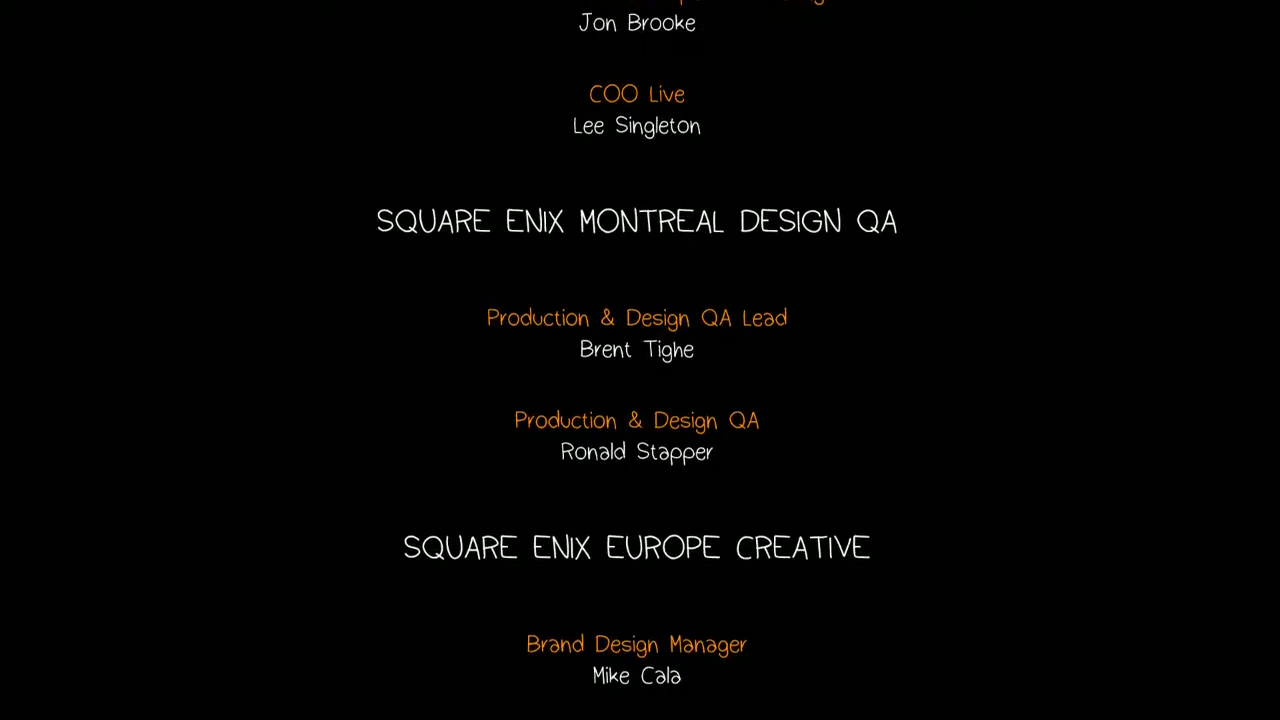 Jon Brooke
COO Live
Lee Singleton
SQUARE ENIX MONTREAL DESIGN QA
Production & Design QA Lead
Brent Tighe
Production & Design QA
Ronald Stapper
SQUARE ENIX EUROPE CREATIVE
Brand Design Manager
Mike Cala